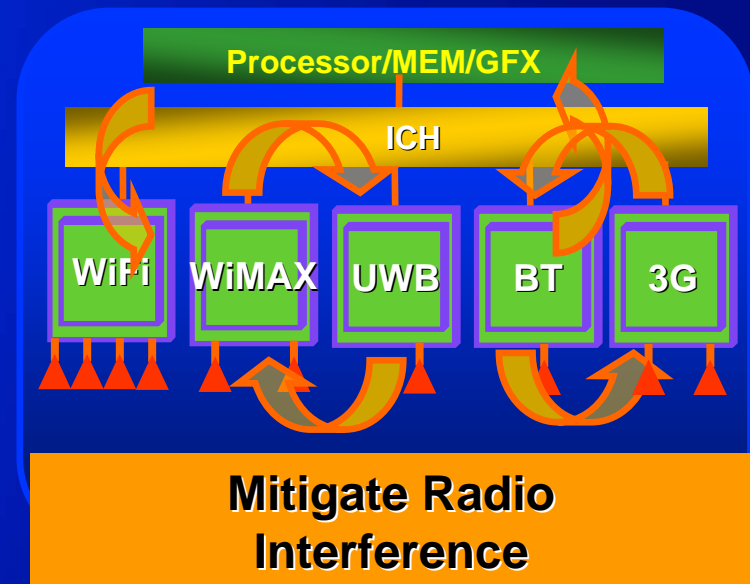 Processor/MEM/GFX
ICH
WiFi
WiMAX
UWB
BT
3G
Mitigate Radio
Interference